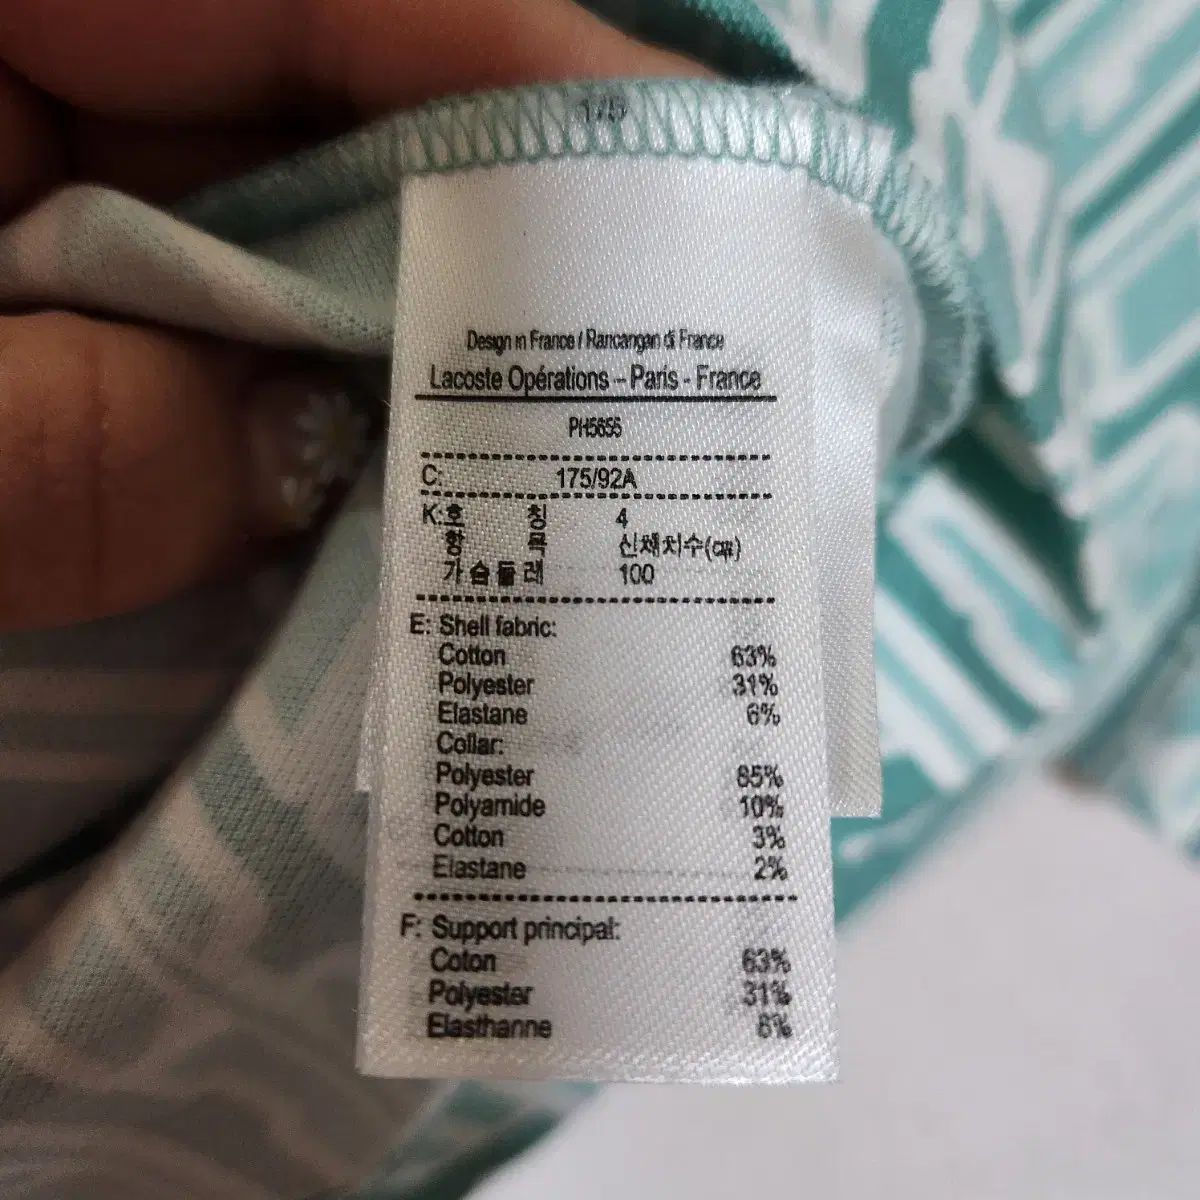 175
Design in France / Rancangan di France
Lacoste Opérations – Paris - France
PH5655
C: 175/92A
K:호 칭 4
항 목 신체치수(㎝)
가슴둘레 100
E: Shell fabric:
Cotton 63%
Polyester 31%
Elastane 6%
Collar:
Polyester 85%
Polyamide 10%
Cotton 3%
Elastane 2%
F: Support principal:
Coton 63%
Polyester 31%
Elasthanne 6%